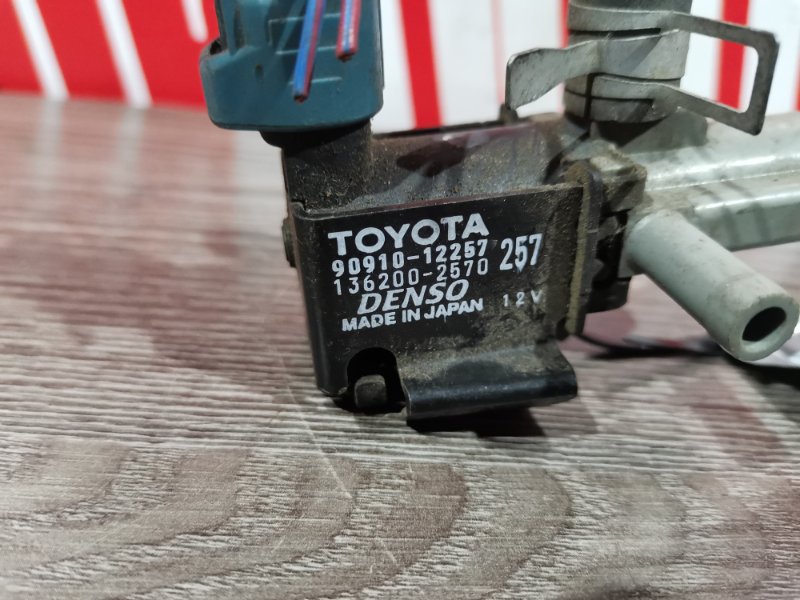 TOYOTA
90910-12257 257
136200-2570
DENSO 12V
MADE IN JAPAN